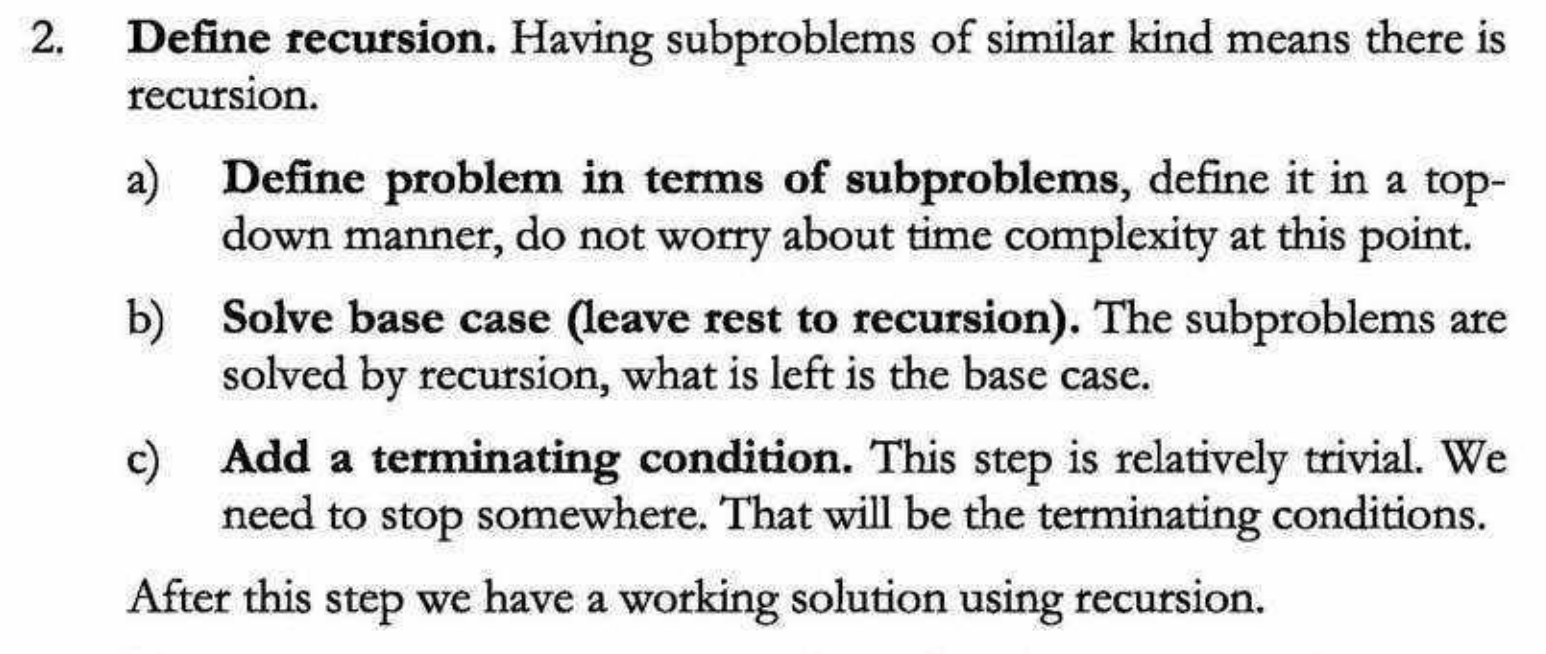 2. Define recursion. Having subproblems of similar kind means there is
recursion.
a) Define problem in terms of subproblems, define it in a top-
down manner, do not worry about time complexity at this point.
b) Solve base case (leave rest to recursion). The subproblems are
solved by recursion, what is left is the base case.
c) Add a terminating condition. This step is relatively trivial. We
need to stop somewhere. That will be the terminating conditions.
After this step we have a working solution using recursion.